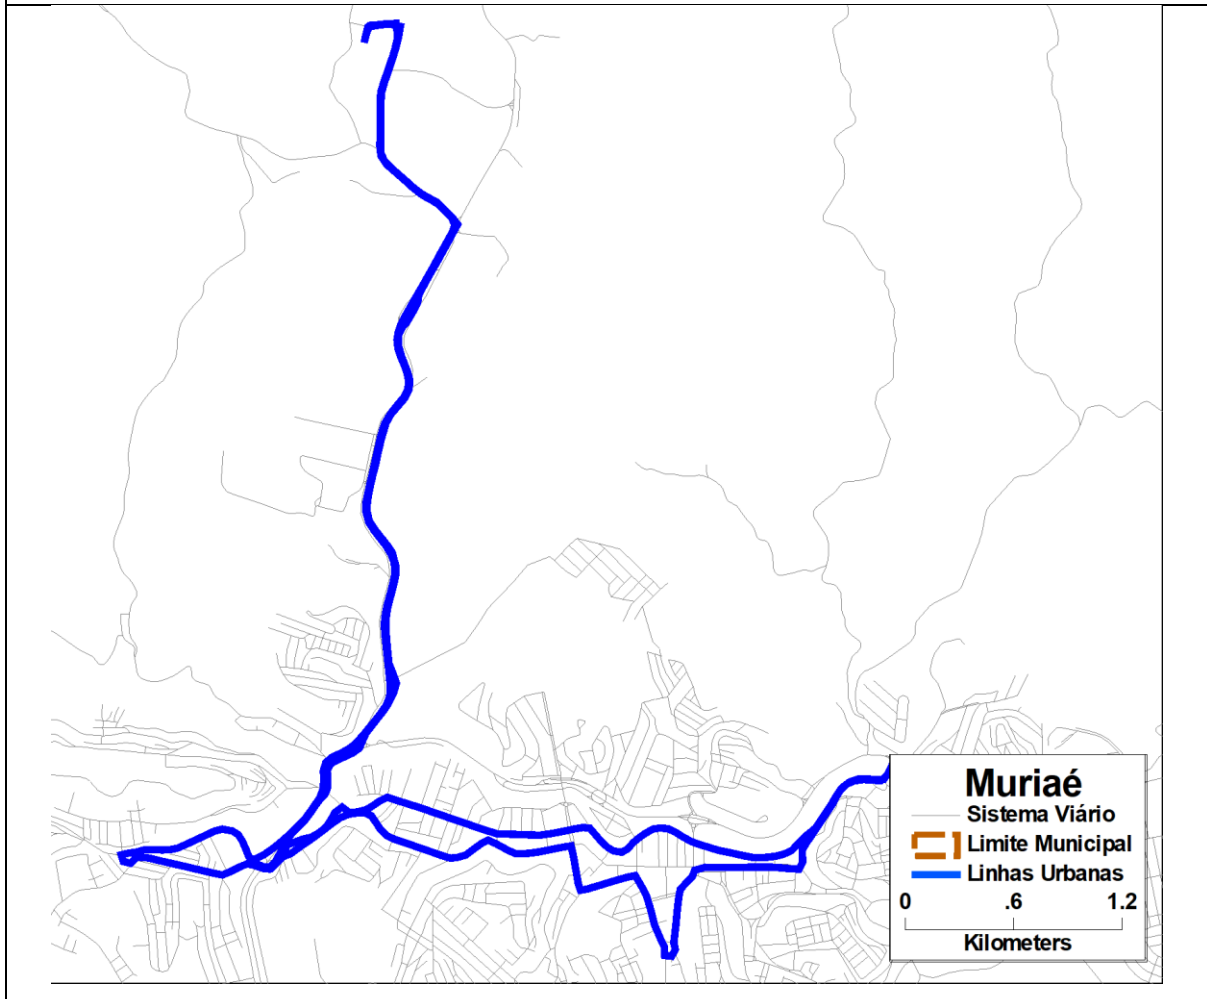 Muriaé
Sistema Viário
Limite Municipal
Linhas Urbanas
0 .6 1.2
Kilometers